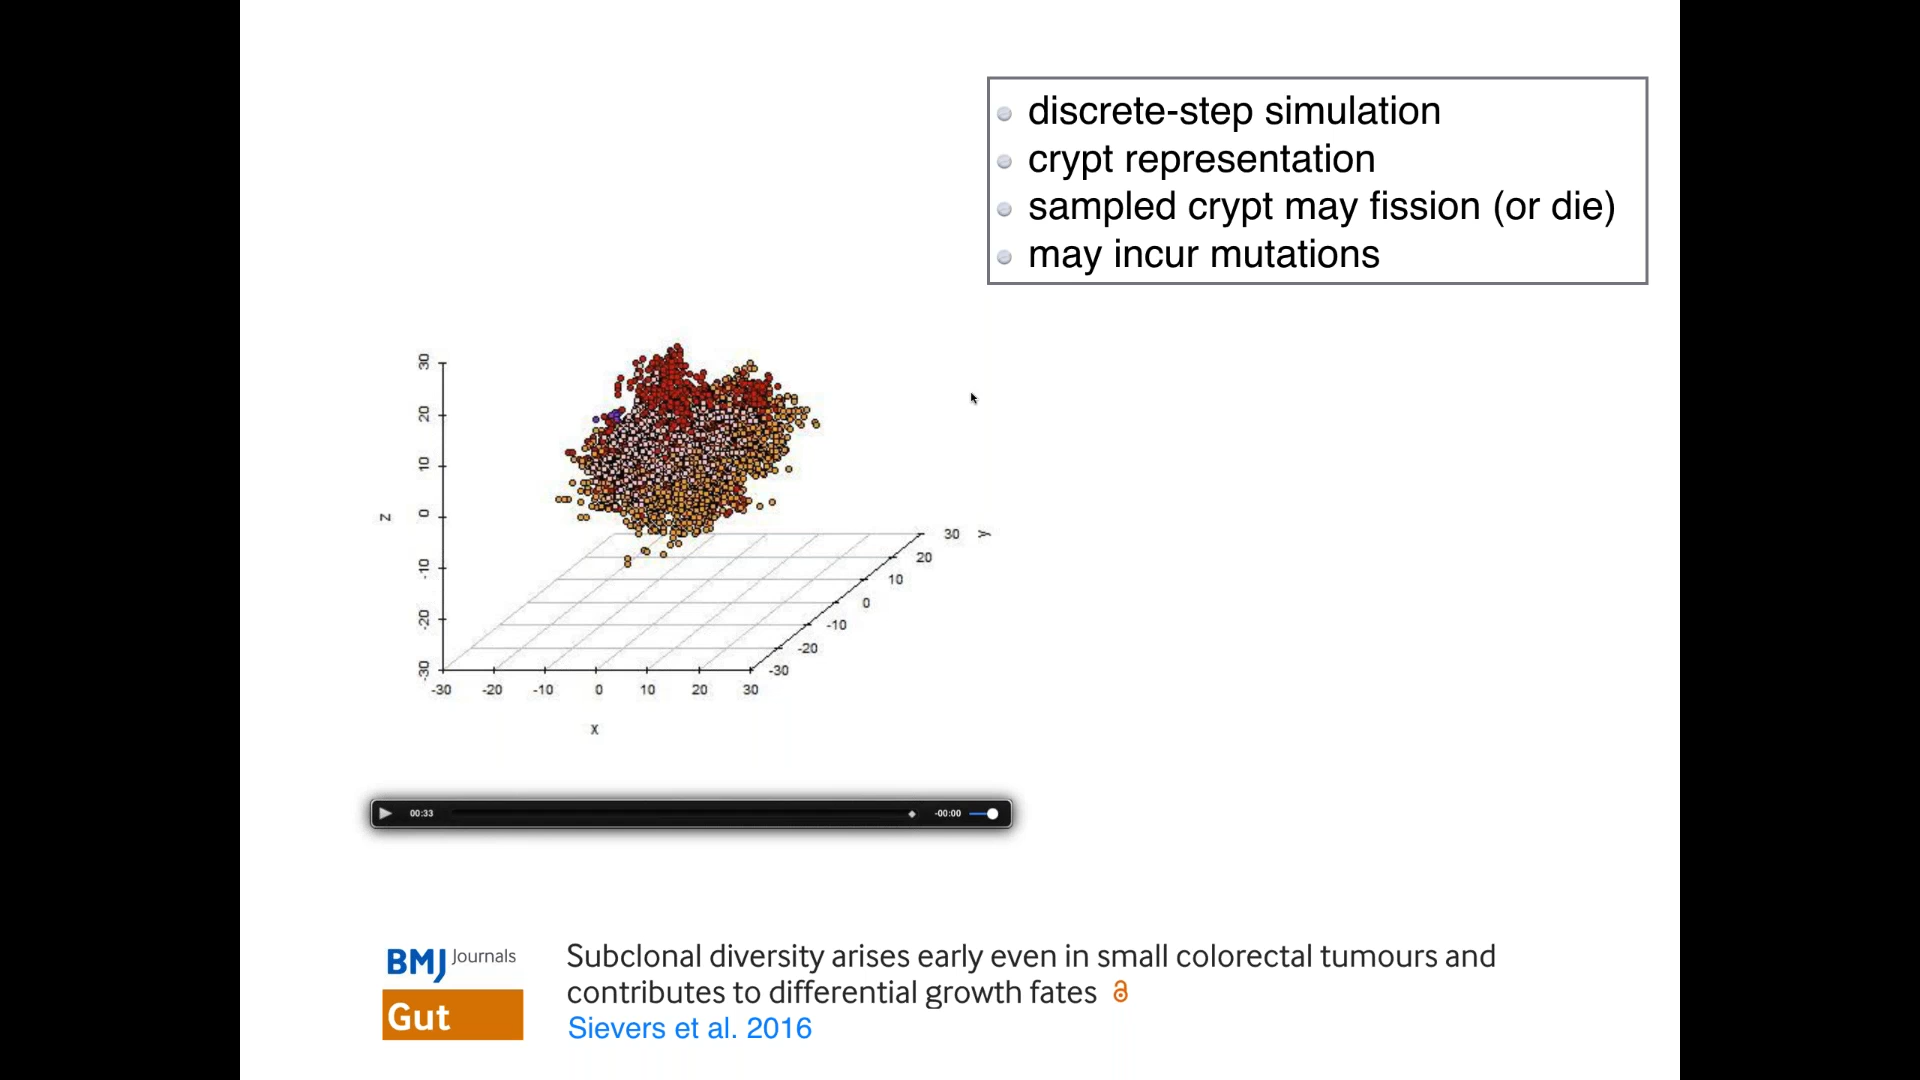 discrete-step simulation
crypt representation
sampled crypt may fission (or die)
may incur mutations
30
20
10
0
-10
-20
-30
z
30
y
20
10
0
-10
-20
-30
-30
-20
-10
0
10
20
30
x
00:33
-00:00
BMJ Journals
Gut
Subclonal diversity arises early even in small colorectal tumours and
contributes to differential growth fates
Sievers et al. 2016